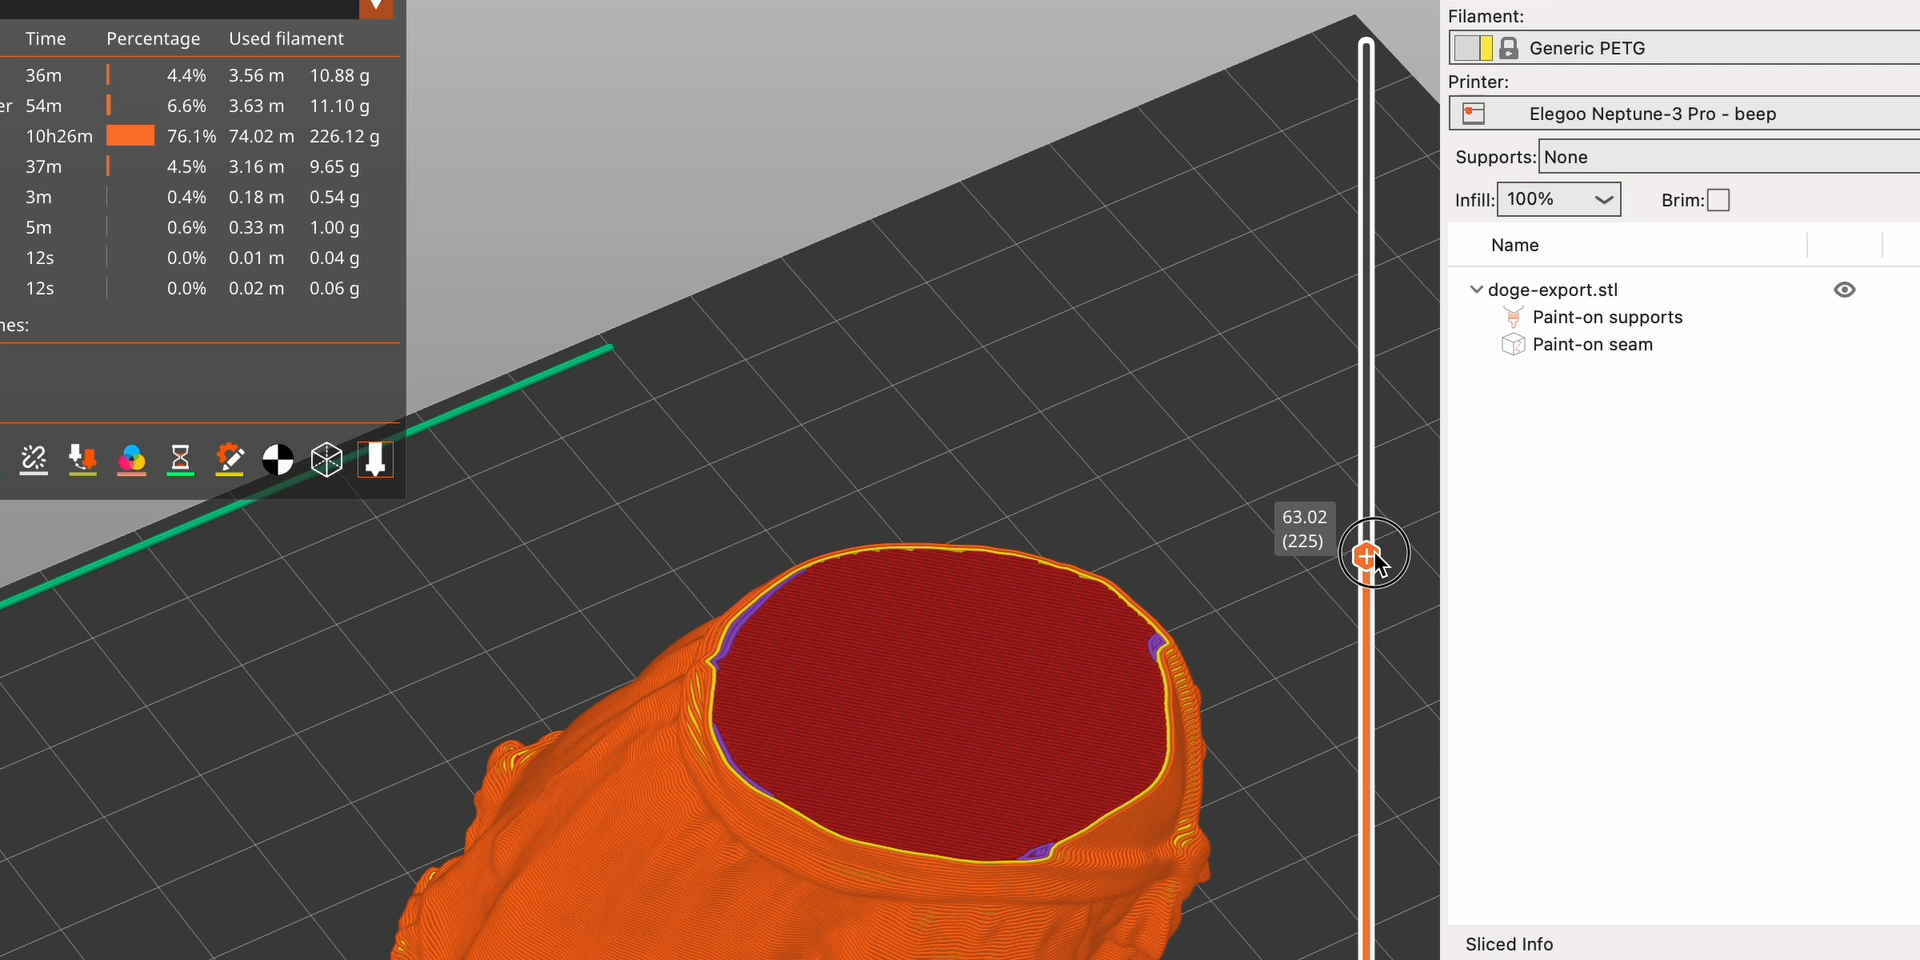 Time Percentage Used filament
36m 4.4% 3.56 m 10.88 g
er 54m 6.6% 3.63 m 11.10 g
10h26m 76.1% 74.02 m 226.12 g
37m 4.5% 3.16 m 9.65 g
3m 0.4% 0.18 m 0.54 g
5m 0.6% 0.33 m 1.00 g
12s 0.0% 0.01 m 0.04 g
12s 0.0% 0.02 m 0.06 g
nes:
63.02
(225)
Filament:
Generic PETG
Printer:
Elegoo Neptune-3 Pro - beep
Supports: None
Infill: 100% Brim:
Name
doge-export.stl
Paint-on supports
Paint-on seam
Sliced Info